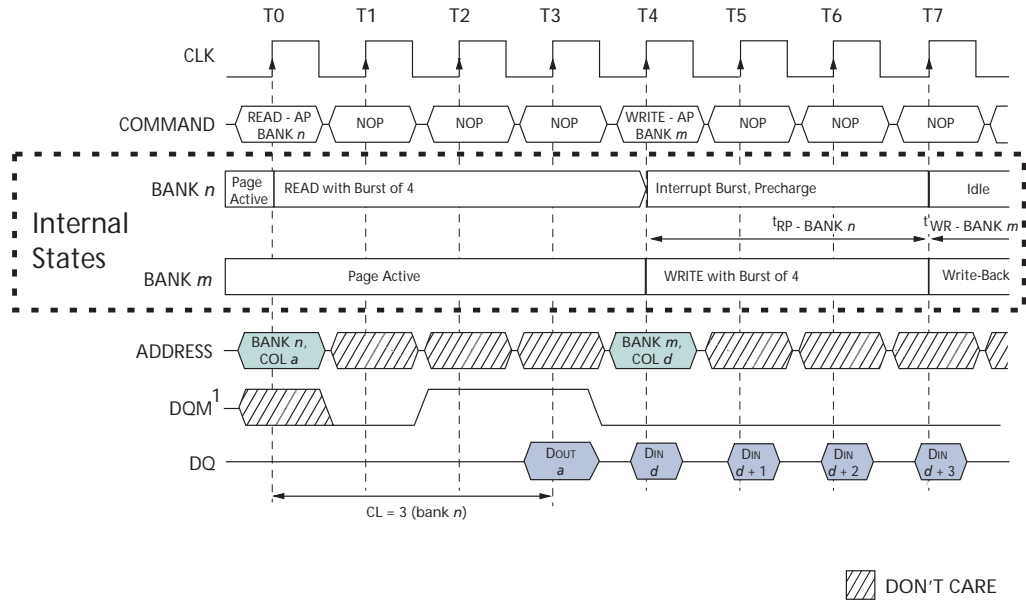 T0 T1 T2 T3 T4 T5 T6 T7
CLK
COMMAND READ - AP BANK n NOP NOP NOP WRITE - AP BANK m NOP NOP NOP
Internal States
BANK n Page Active READ with Burst of 4 Interrupt Burst, Precharge Idle
tRP - BANK n tWR - BANK m
BANK m Page Active WRITE with Burst of 4 Write-Back
ADDRESS BANK n, COL a BANK m, COL d
DQM1
DQ DOUT a DIN d DIN d + 1 DIN d + 2 DIN d + 3
CL = 3 (bank n)
DON'T CARE